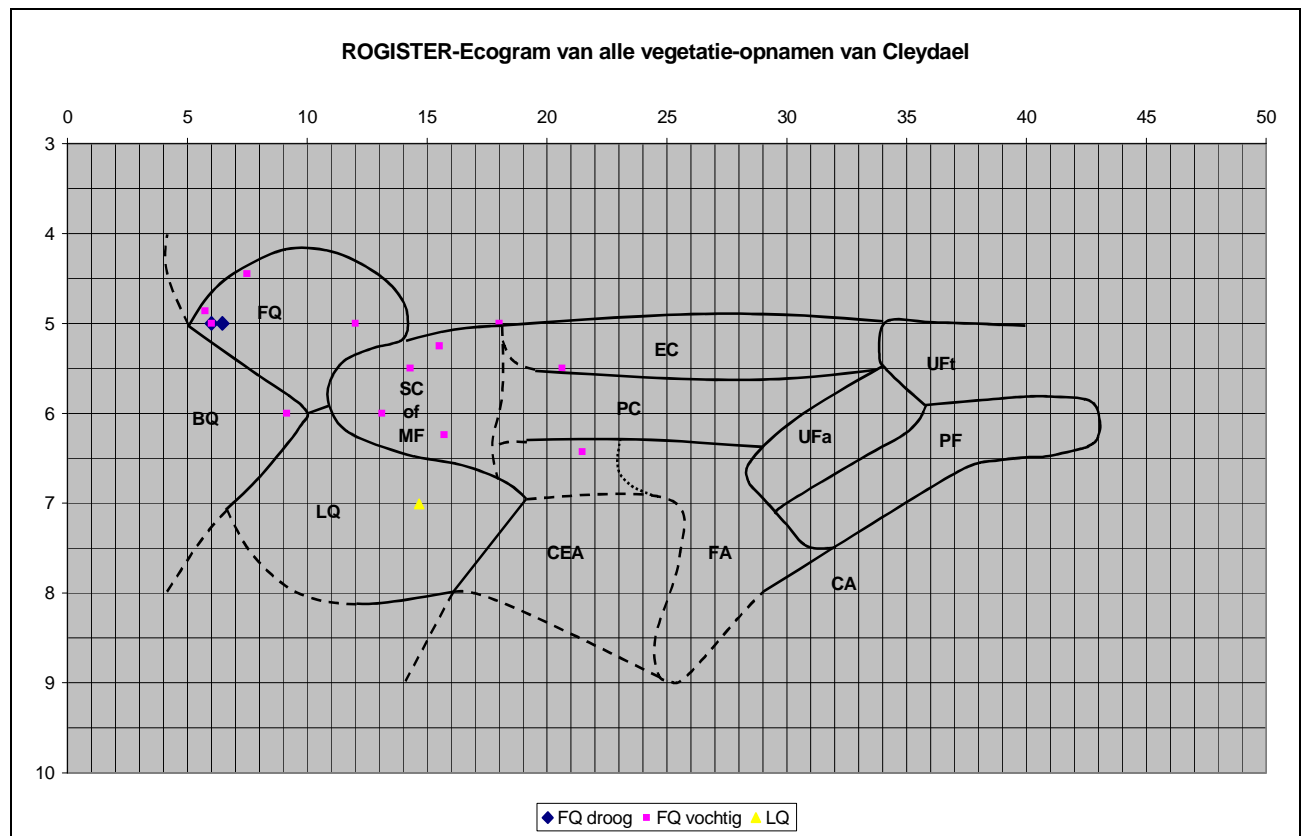 ROGISTER-Ecogram van alle vegetatie-opnamen van Cleydael
0 5 10 15 20 25 30 35 40 45 50
3
4
5
6
7
8
9
10
FQ
EC
UFt
SC
of
MF
PC
BQ
UFa
PF
LQ
CEA
FA
CA
FQ droog FQ vochtig LQ